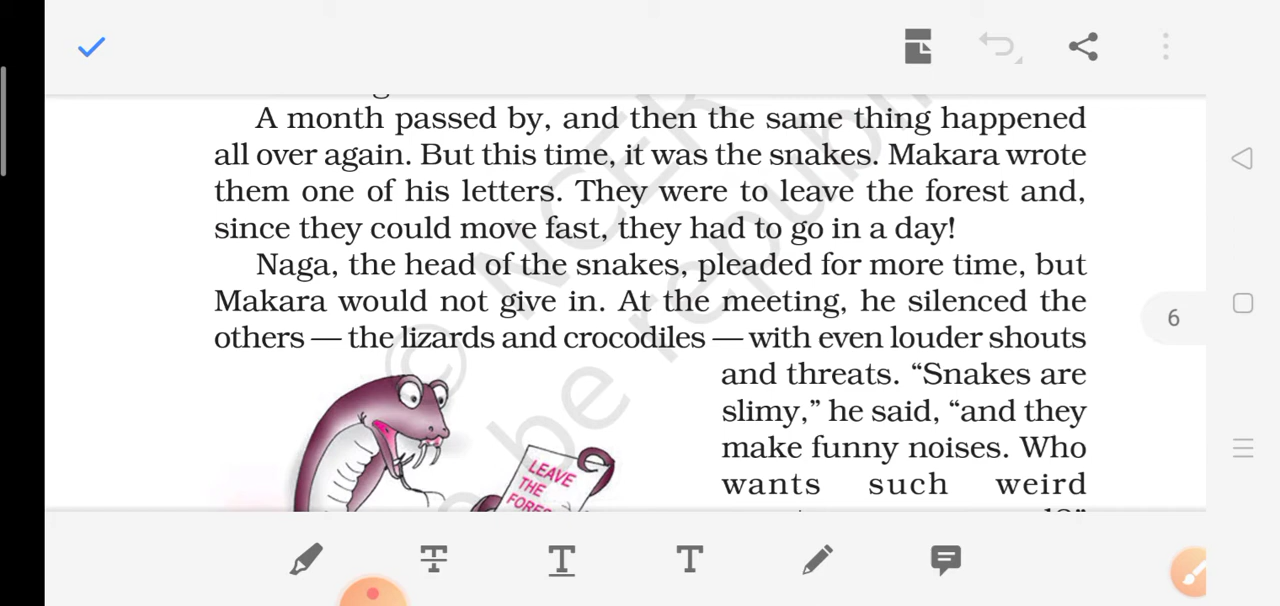 A month passed by, and then the same thing happened
all over again. But this time, it was the snakes. Makara wrote
them one of his letters. They were to leave the forest and,
since they could move fast, they had to go in a day!
Naga, the head of the snakes, pleaded for more time, but
Makara would not give in. At the meeting, he silenced the
6
others — the lizards and crocodiles — with even louder shouts
and threats. “Snakes are
slimy,” he said, “and they
make funny noises. Who
wants such weird
LEAVE
THE
© NCER
be republi